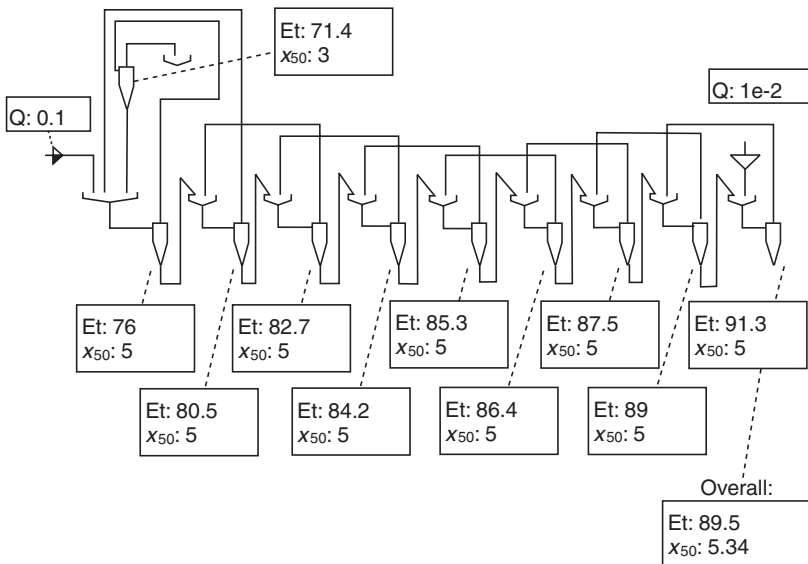 Et: 71.4
x50: 3
Q: 1e-2
Q: 0.1
Et: 76
x50: 5
Et: 82.7
x50: 5
Et: 85.3
x50: 5
Et: 87.5
x50: 5
Et: 91.3
x50: 5
Et: 80.5
x50: 5
Et: 84.2
x50: 5
Et: 86.4
x50: 5
Et: 89
x50: 5
Overall:
Et: 89.5
x50: 5.34